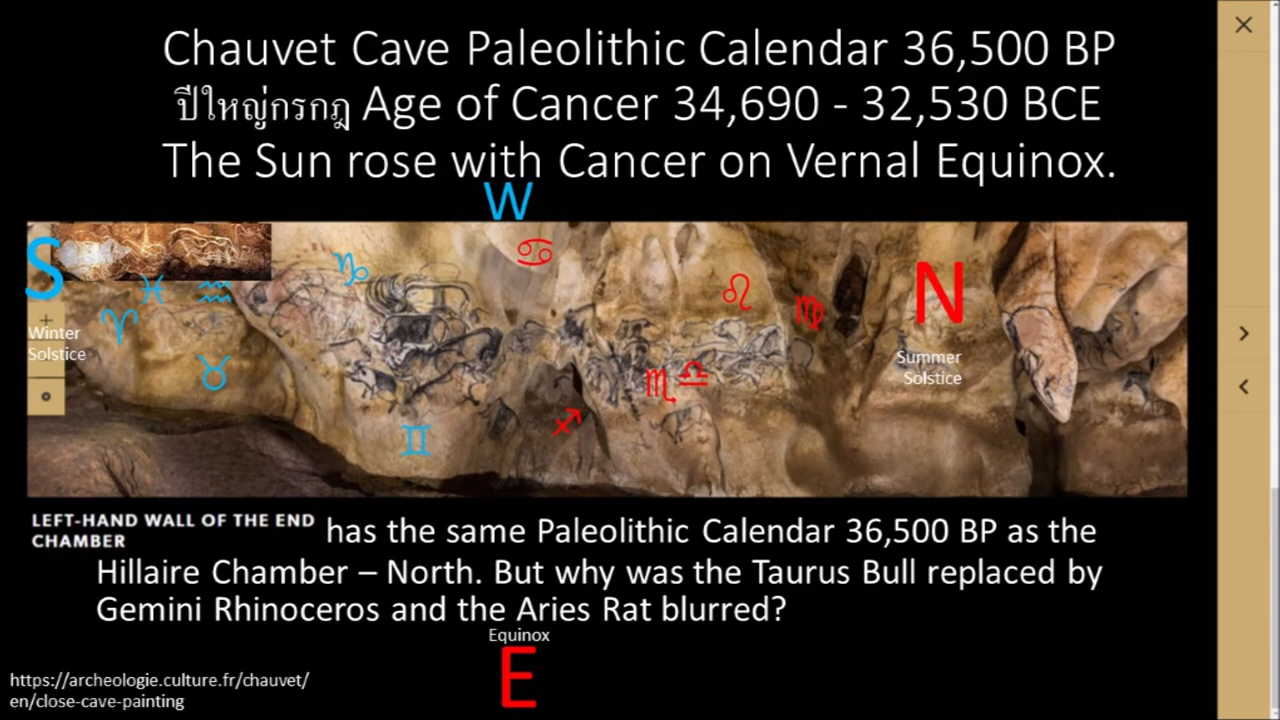 Chauvet Cave Paleolithic Calendar 36,500 BP
ปีใหญ่กรกฎ Age of Cancer 34,690 - 32,530 BCE
The Sun rose with Cancer on Vernal Equinox.
W
S
N
♋
♑
♌
♓ ♒
♍
♈
Winter
Solstice
Summer
Solstice
♉
♏ ♎
♐
♊
LEFT-HAND WALL OF THE END
CHAMBER
has the same Paleolithic Calendar 36,500 BP as the
Hillaire Chamber – North. But why was the Taurus Bull replaced by
Gemini Rhinoceros and the Aries Rat blurred?
Equinox
E
https://archeologie.culture.fr/chauvet/
en/close-cave-painting